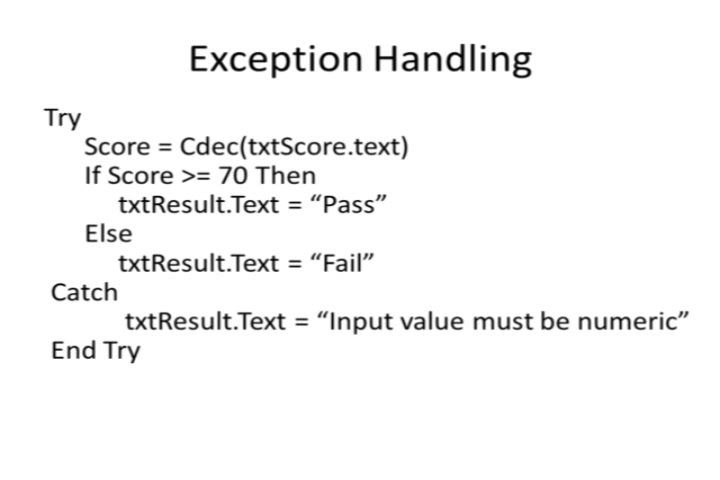 Exception Handling
Try
Score = Cdec(txtScore.text)
If Score >= 70 Then
txtResult.Text = “Pass”
Else
txtResult.Text = “Fail”
Catch
txtResult.Text = “Input value must be numeric”
End Try